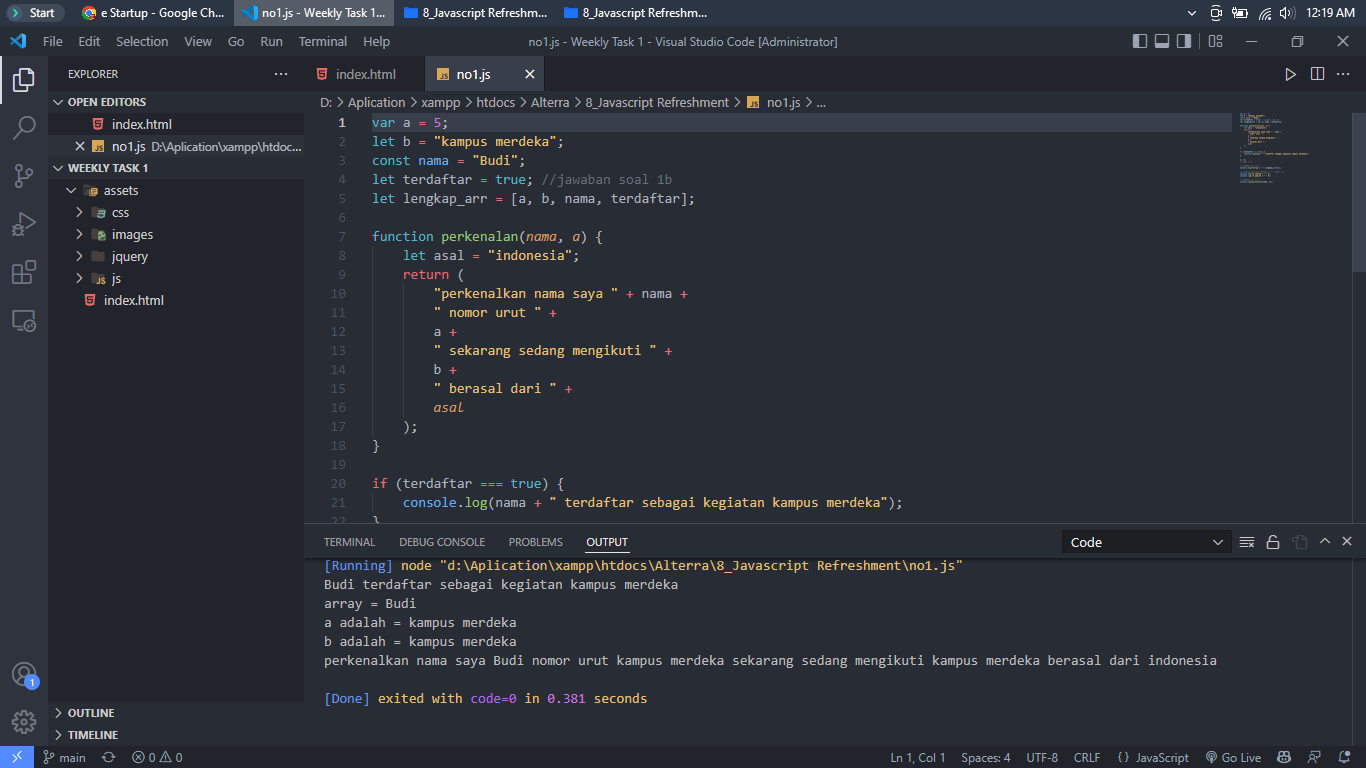 Start
e Startup - Google Ch...
no1.js - Weekly Task 1...
8_Javascript Refreshm...
8_Javascript Refreshm...
12:19 AM
File Edit Selection View Go Run Terminal Help
no1.js - Weekly Task 1 - Visual Studio Code [Administrator]
EXPLORER
OPEN EDITORS
index.html
no1.js D:\Aplication\xampp\htdoc...
WEEKLY TASK 1
assets
css
images
jquery
js
index.html
OUTLINE
TIMELINE
index.html
no1.js
D: > Aplication > xampp > htdocs > Alterra > 8_Javascript Refreshment > no1.js > ...
1 var a = 5;
2 let b = "kampus merdeka";
3 const nama = "Budi";
4 let terdaftar = true; //jawaban soal 1b
5 let lengkap_arr = [a, b, nama, terdaftar];
6
7 function perkenalan(nama, a) {
8 let asal = "indonesia";
9 return (
10 "perkenalkan nama saya " + nama +
11 " nomor urut " +
12 a +
13 " sekarang sedang mengikuti " +
14 b +
15 " berasal dari " +
16 asal
17 );
18 }
19
20 if (terdaftar === true) {
21 console.log(nama + " terdaftar sebagai kegiatan kampus merdeka");
22 }
TERMINAL DEBUG CONSOLE PROBLEMS OUTPUT
Code
[Running] node "d:\Aplication\xampp\htdocs\Alterra\8_Javascript Refreshment\no1.js"
Budi terdaftar sebagai kegiatan kampus merdeka
array = Budi
a adalah = kampus merdeka
b adalah = kampus merdeka
perkenalkan nama saya Budi nomor urut kampus merdeka sekarang sedang mengikuti kampus merdeka berasal dari indonesia
[Done] exited with code=0 in 0.381 seconds
1
main
0 0
Ln 1, Col 1 Spaces: 4 UTF-8 CRLF { } JavaScript Go Live